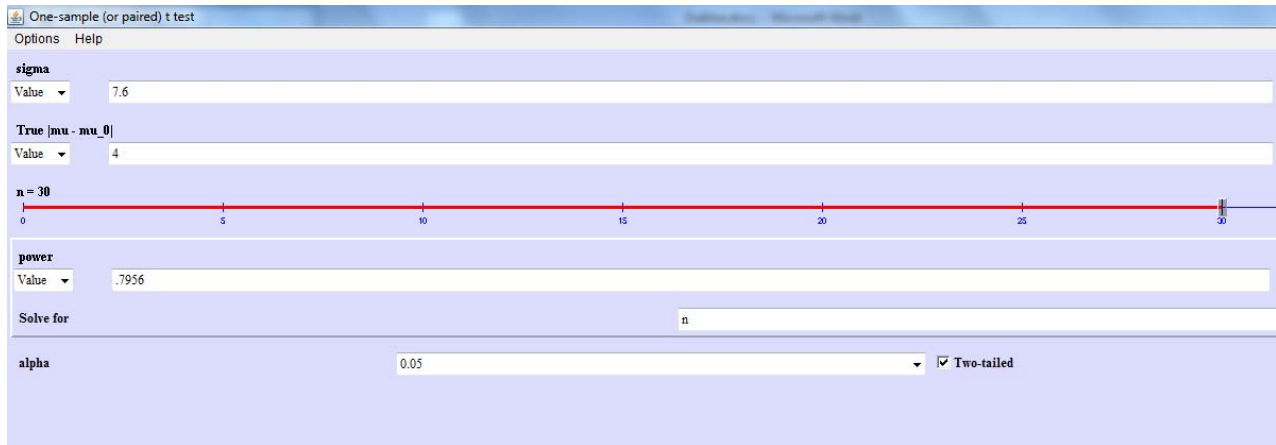 One-sample (or paired) t test
Options Help
sigma
Value 7.6
True |mu - mu_0|
Value 4
n = 30
0 5 10 15 20 25 30
power
Value .7956
Solve for n
alpha 0.05 Two-tailed